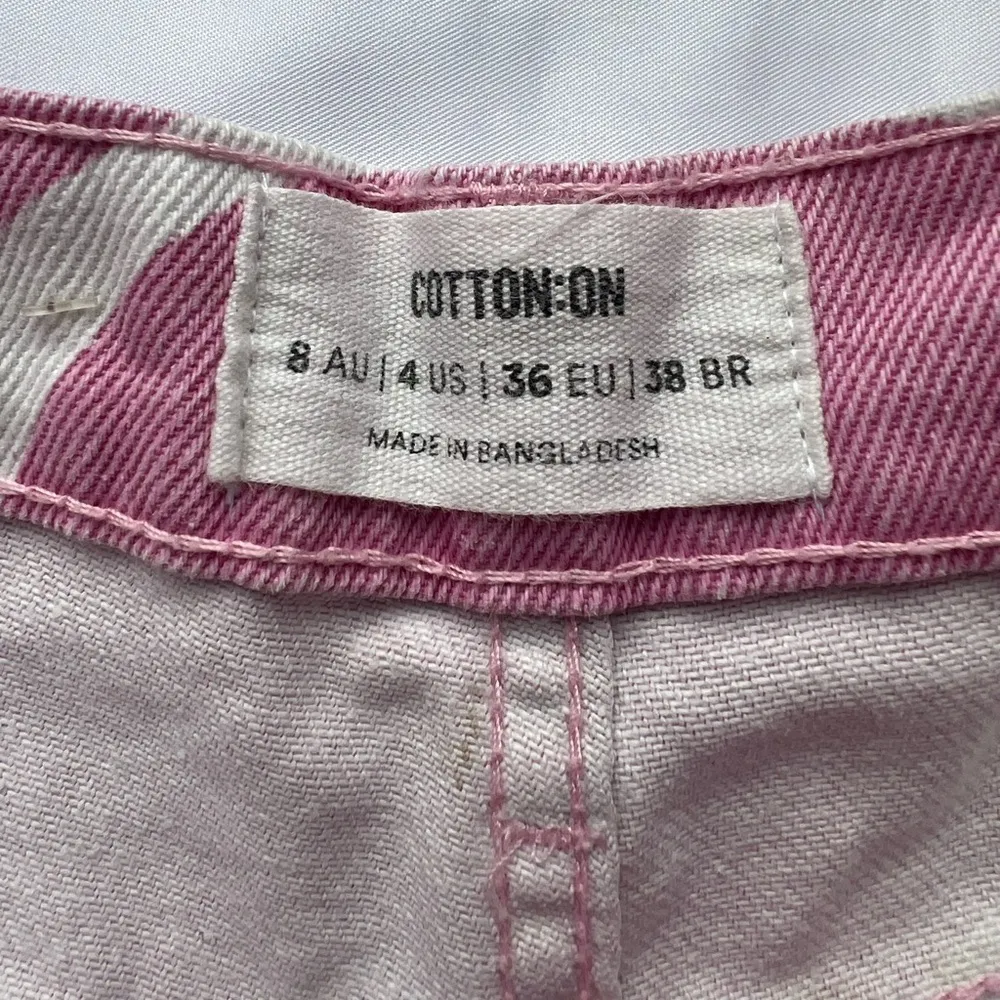 COTTON:ON
8 AU | 4 US | 36 EU | 38 BR
MADE IN BANGLADESH